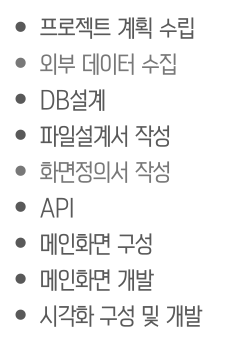 • 프로젝트 계획 수립
• 외부 데이터 수집
• DB설계
• 파일설계서 작성
• 화면정의서 작성
• API
• 메인화면 구성
• 메인화면 개발
• 시각화 구성 및 개발